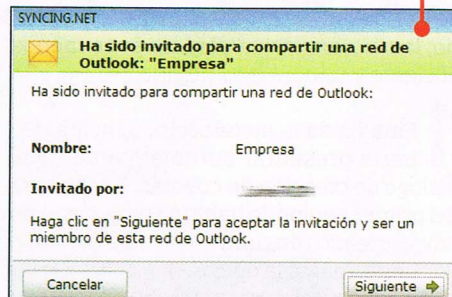 SYNCING.NET
Ha sido invitado para compartir una red de
Outlook: "Empresa"
Ha sido invitado para compartir una red de Outlook:
Nombre: Empresa
Invitado por:
Haga clic en "Siguiente" para aceptar la invitación y ser un
miembro de esta red de Outlook.
Cancelar Siguiente